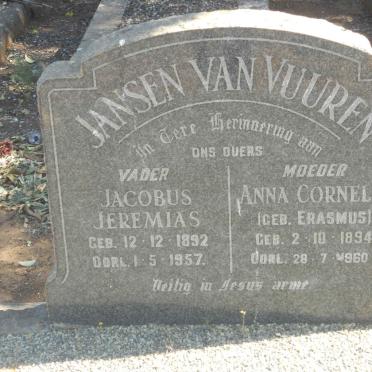 JANSEN VAN VUUREN
In Tere Herinnering aan
ONS OUERS
VADER
JACOBUS
JEREMIAS
GEB. 12-12-1892
OORL. 1-5-1957.
MOEDER
ANNA CORNEL
(GEB. ERASMUS)
GEB. 2-10-1894
OORL. 28-7-1960
Veilig in Jesus arme